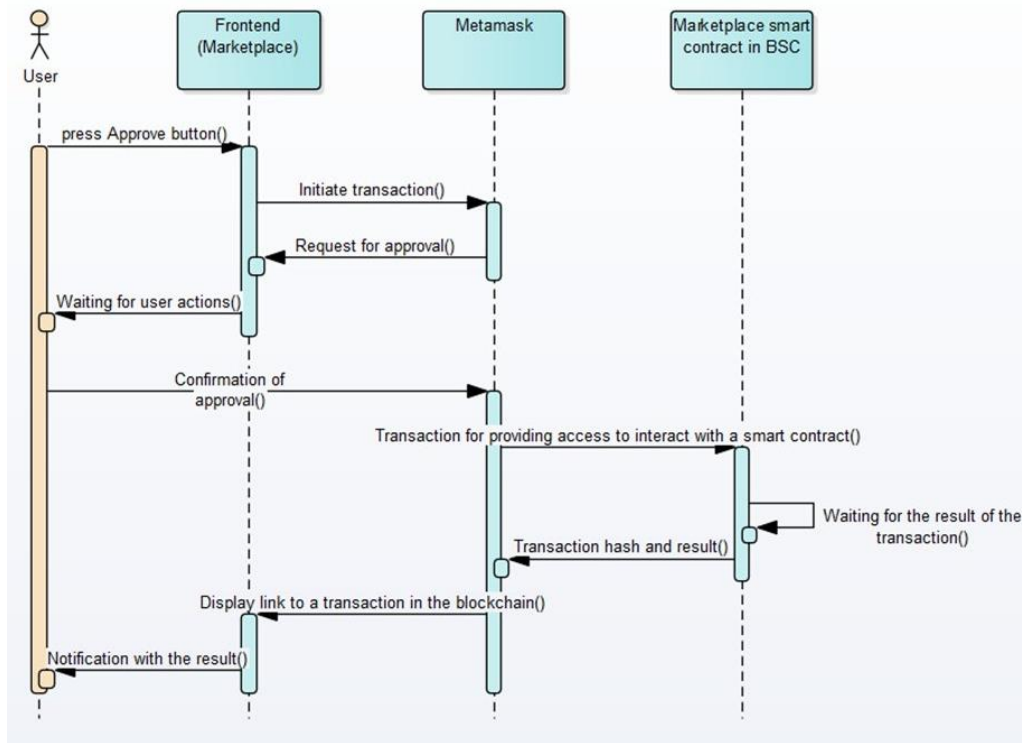 User
Frontend
(Marketplace)
Metamask
Marketplace smart
contract in BSC
press Approve button()
Initiate transaction()
Request for approval()
Waiting for user actions()
Confirmation of
approval()
Transaction for providing access to interact with a smart contract()
Waiting for the result of the
transaction()
Transaction hash and result()
Display link to a transaction in the blockchain()
Notification with the result()